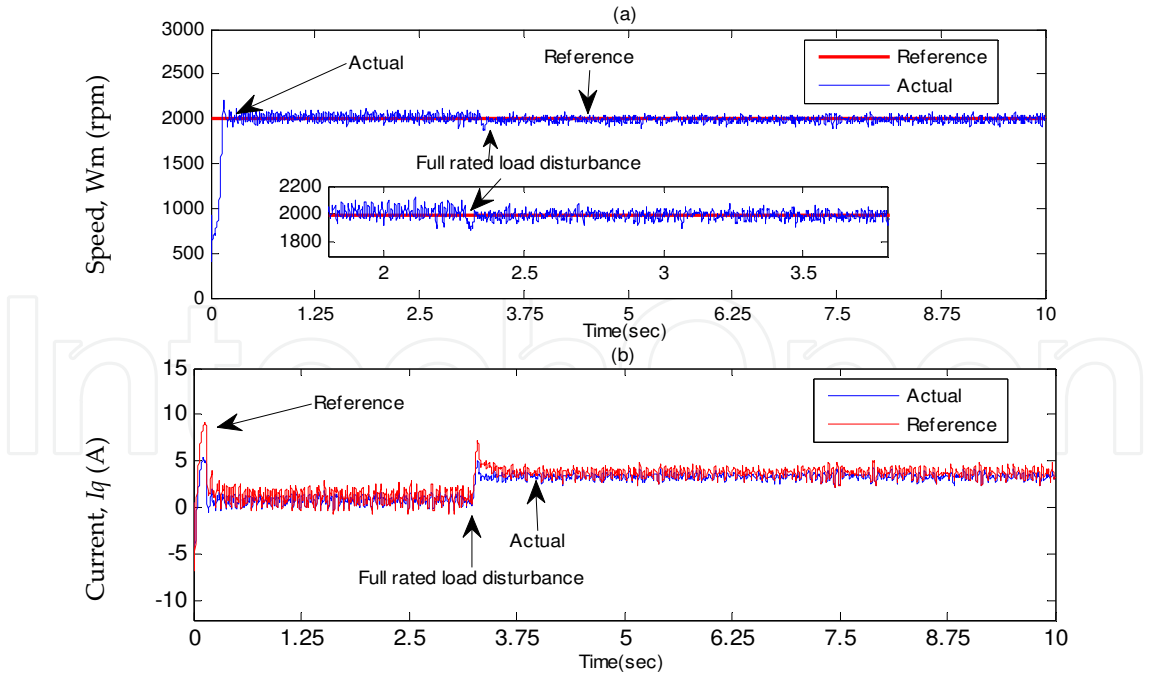 (a)
3000
2500
2000
1500
1000
500
0
Speed, Wm (rpm)
Actual
Reference
Reference
Actual
Full rated load disturbance
2200
2000
1800
2
2.5
3
3.5
0
1.25
2.5
3.75
5
6.25
7.5
8.75
10
Time(sec)
IntechOpen
(b)
15
10
5
0
-5
-10
Current, Iq (A)
Reference
Actual
Reference
Actual
Full rated load disturbance
0
1.25
2.5
3.75
5
6.25
7.5
8.75
10
Time(sec)